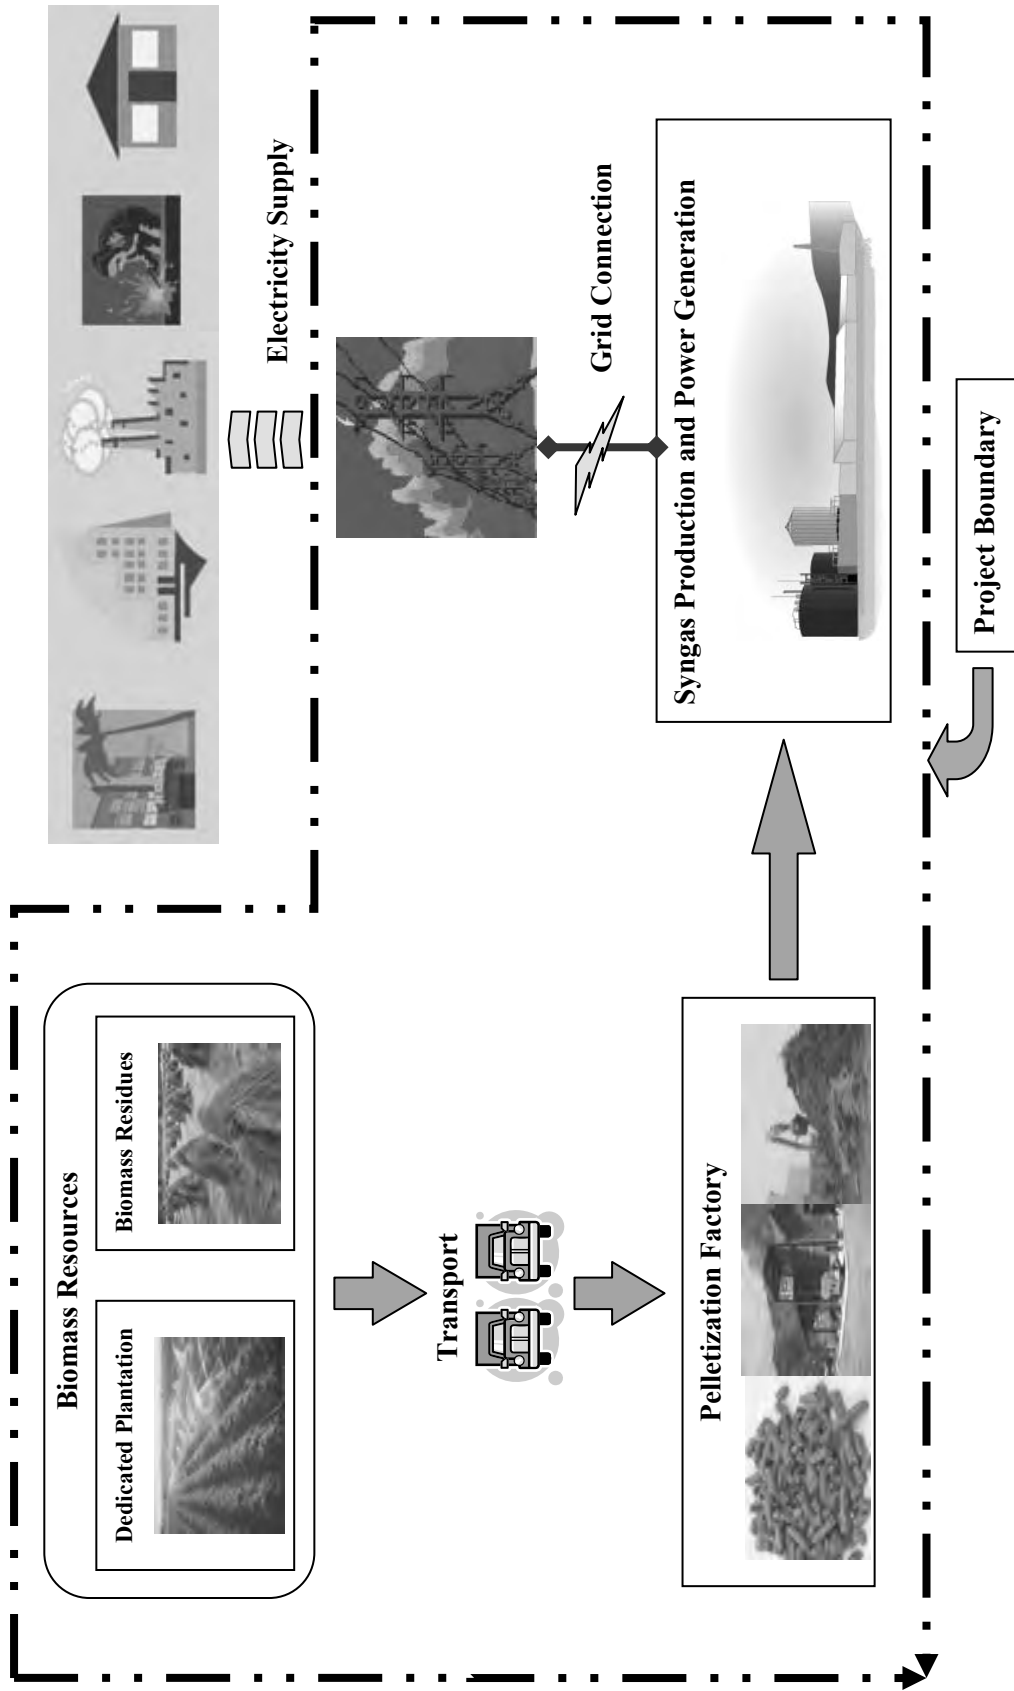 Biomass Resources
Dedicated Plantation
Biomass Residues
Transport
Pelletization Factory
Electricity Supply
Grid Connection
Syngas Production and Power Generation
Project Boundary